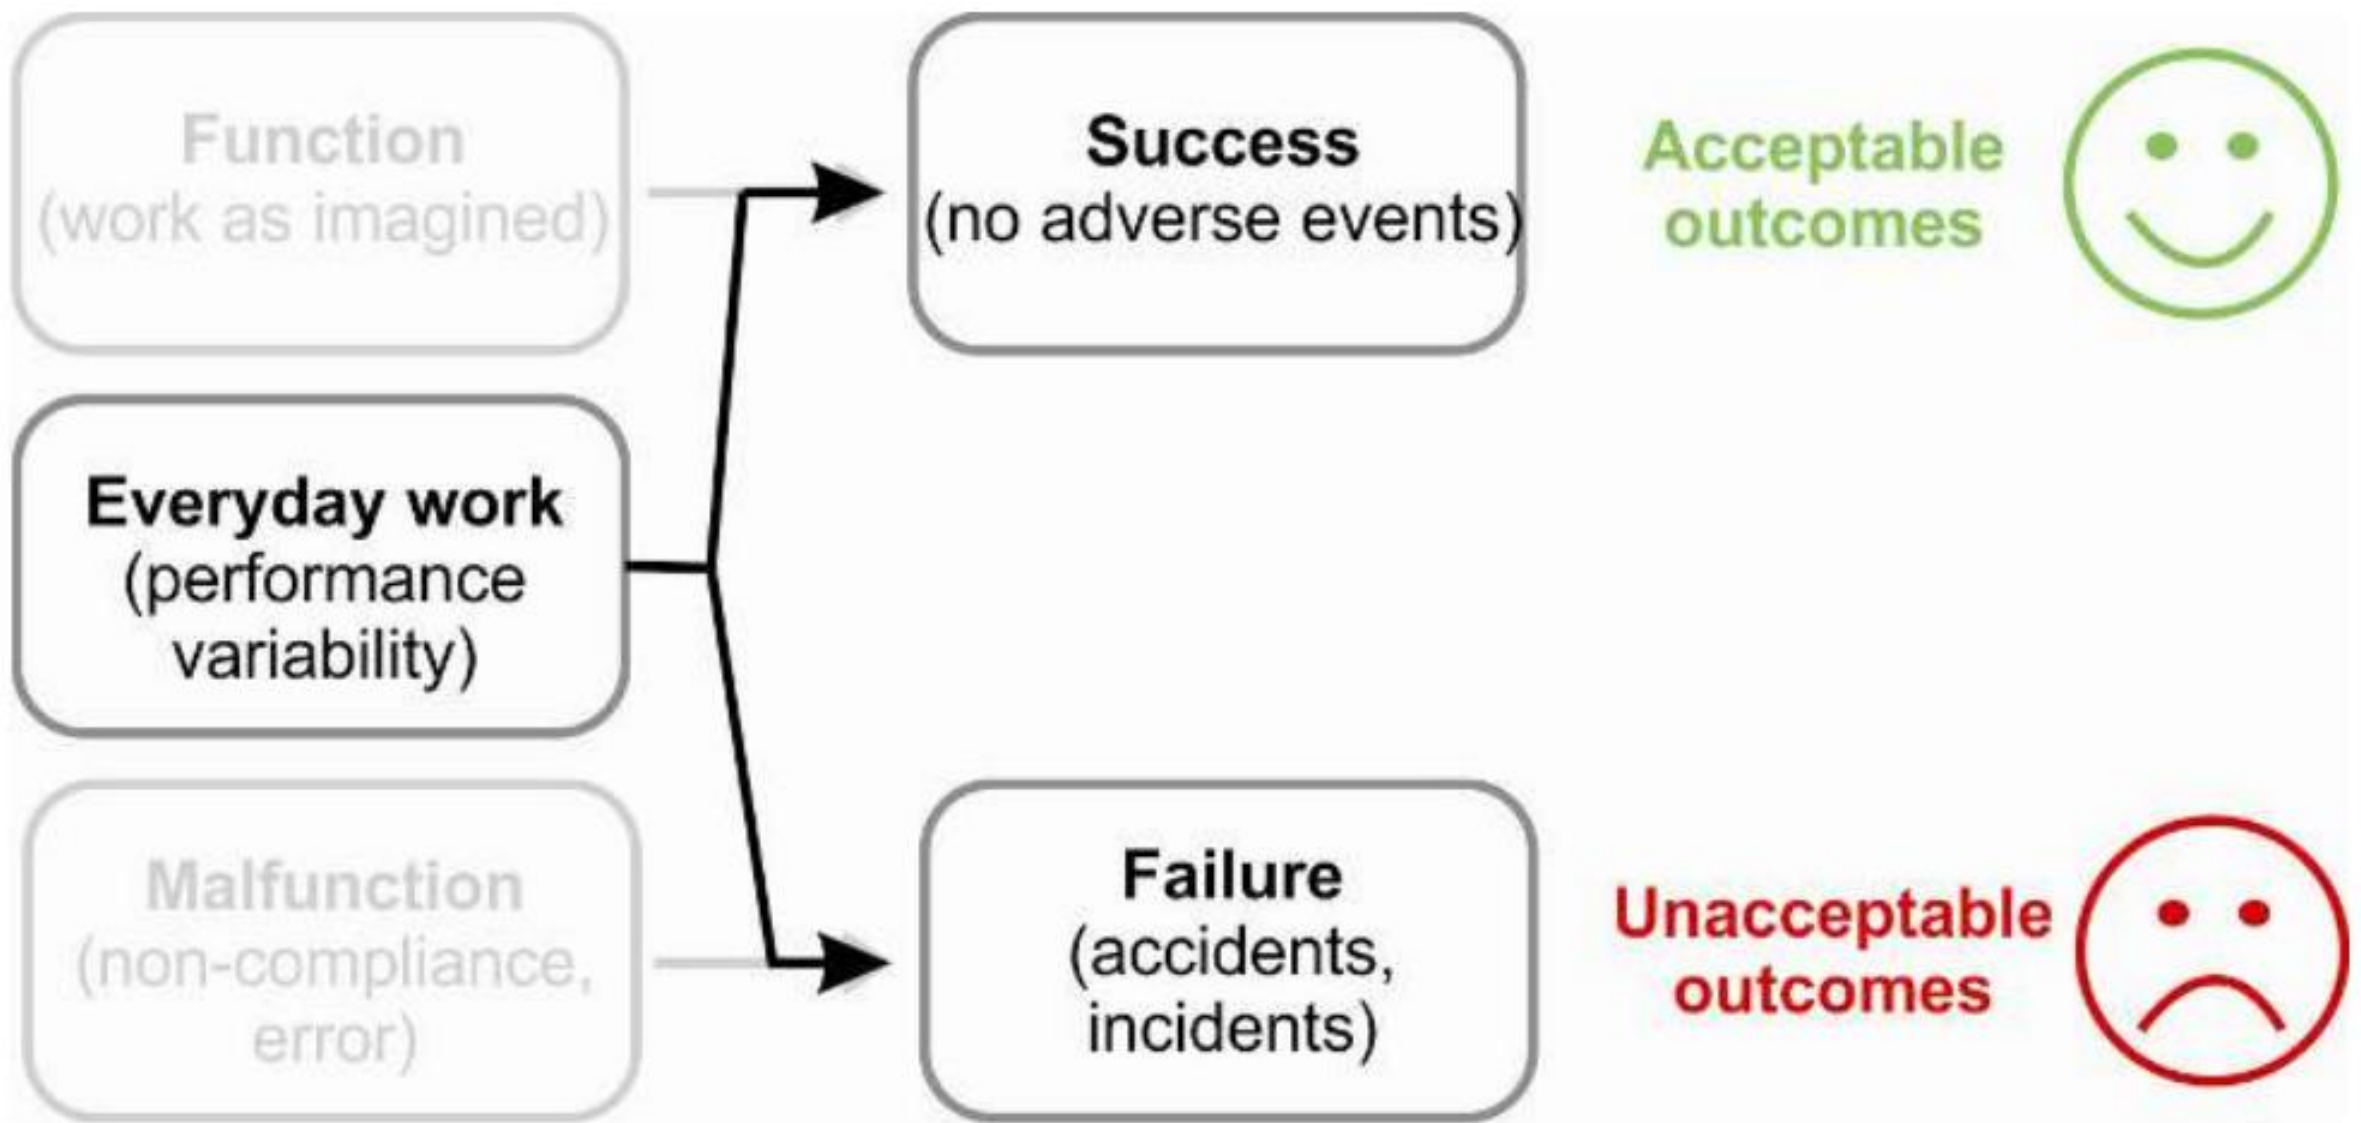 Function
(work as imagined)
Success
(no adverse events)
Acceptable
outcomes
Everyday work
(performance
variability)
Malfunction
(non-compliance,
error)
Failure
(accidents,
incidents)
Unacceptable
outcomes